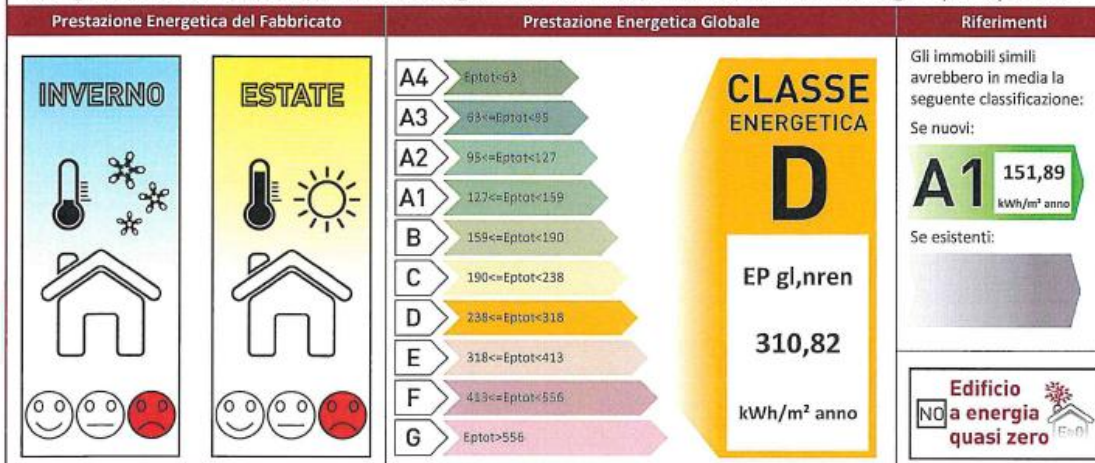 Prestazione Energetica del Fabbricato
INVERNO
ESTATE
Prestazione Energetica Globale
A4 Eptot<63
A3 63<=Eptot<95
A2 95<=Eptot<127
A1 127<=Eptot<159
B 159<=Eptot<190
C 190<=Eptot<238
D 238<=Eptot<318
E 318<=Eptot<413
F 413<=Eptot<556
G Eptot>556
CLASSE
ENERGETICA
D
EP gl,nren
310,82
kWh/m² anno
Riferimenti
Gli immobili simili
avrebbero in media la
seguente classificazione:
Se nuovi:
A1 151,89
kWh/m² anno
Se esistenti:
Edificio
NO a energia
quasi zero